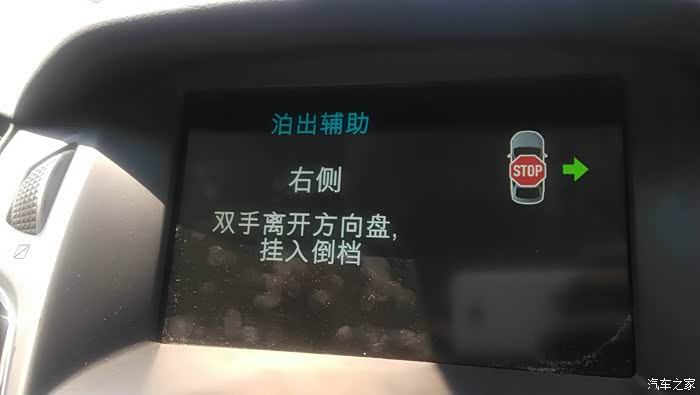 泊出辅助
STOP
右侧
双手离开方向盘,
挂入倒档
汽车之家